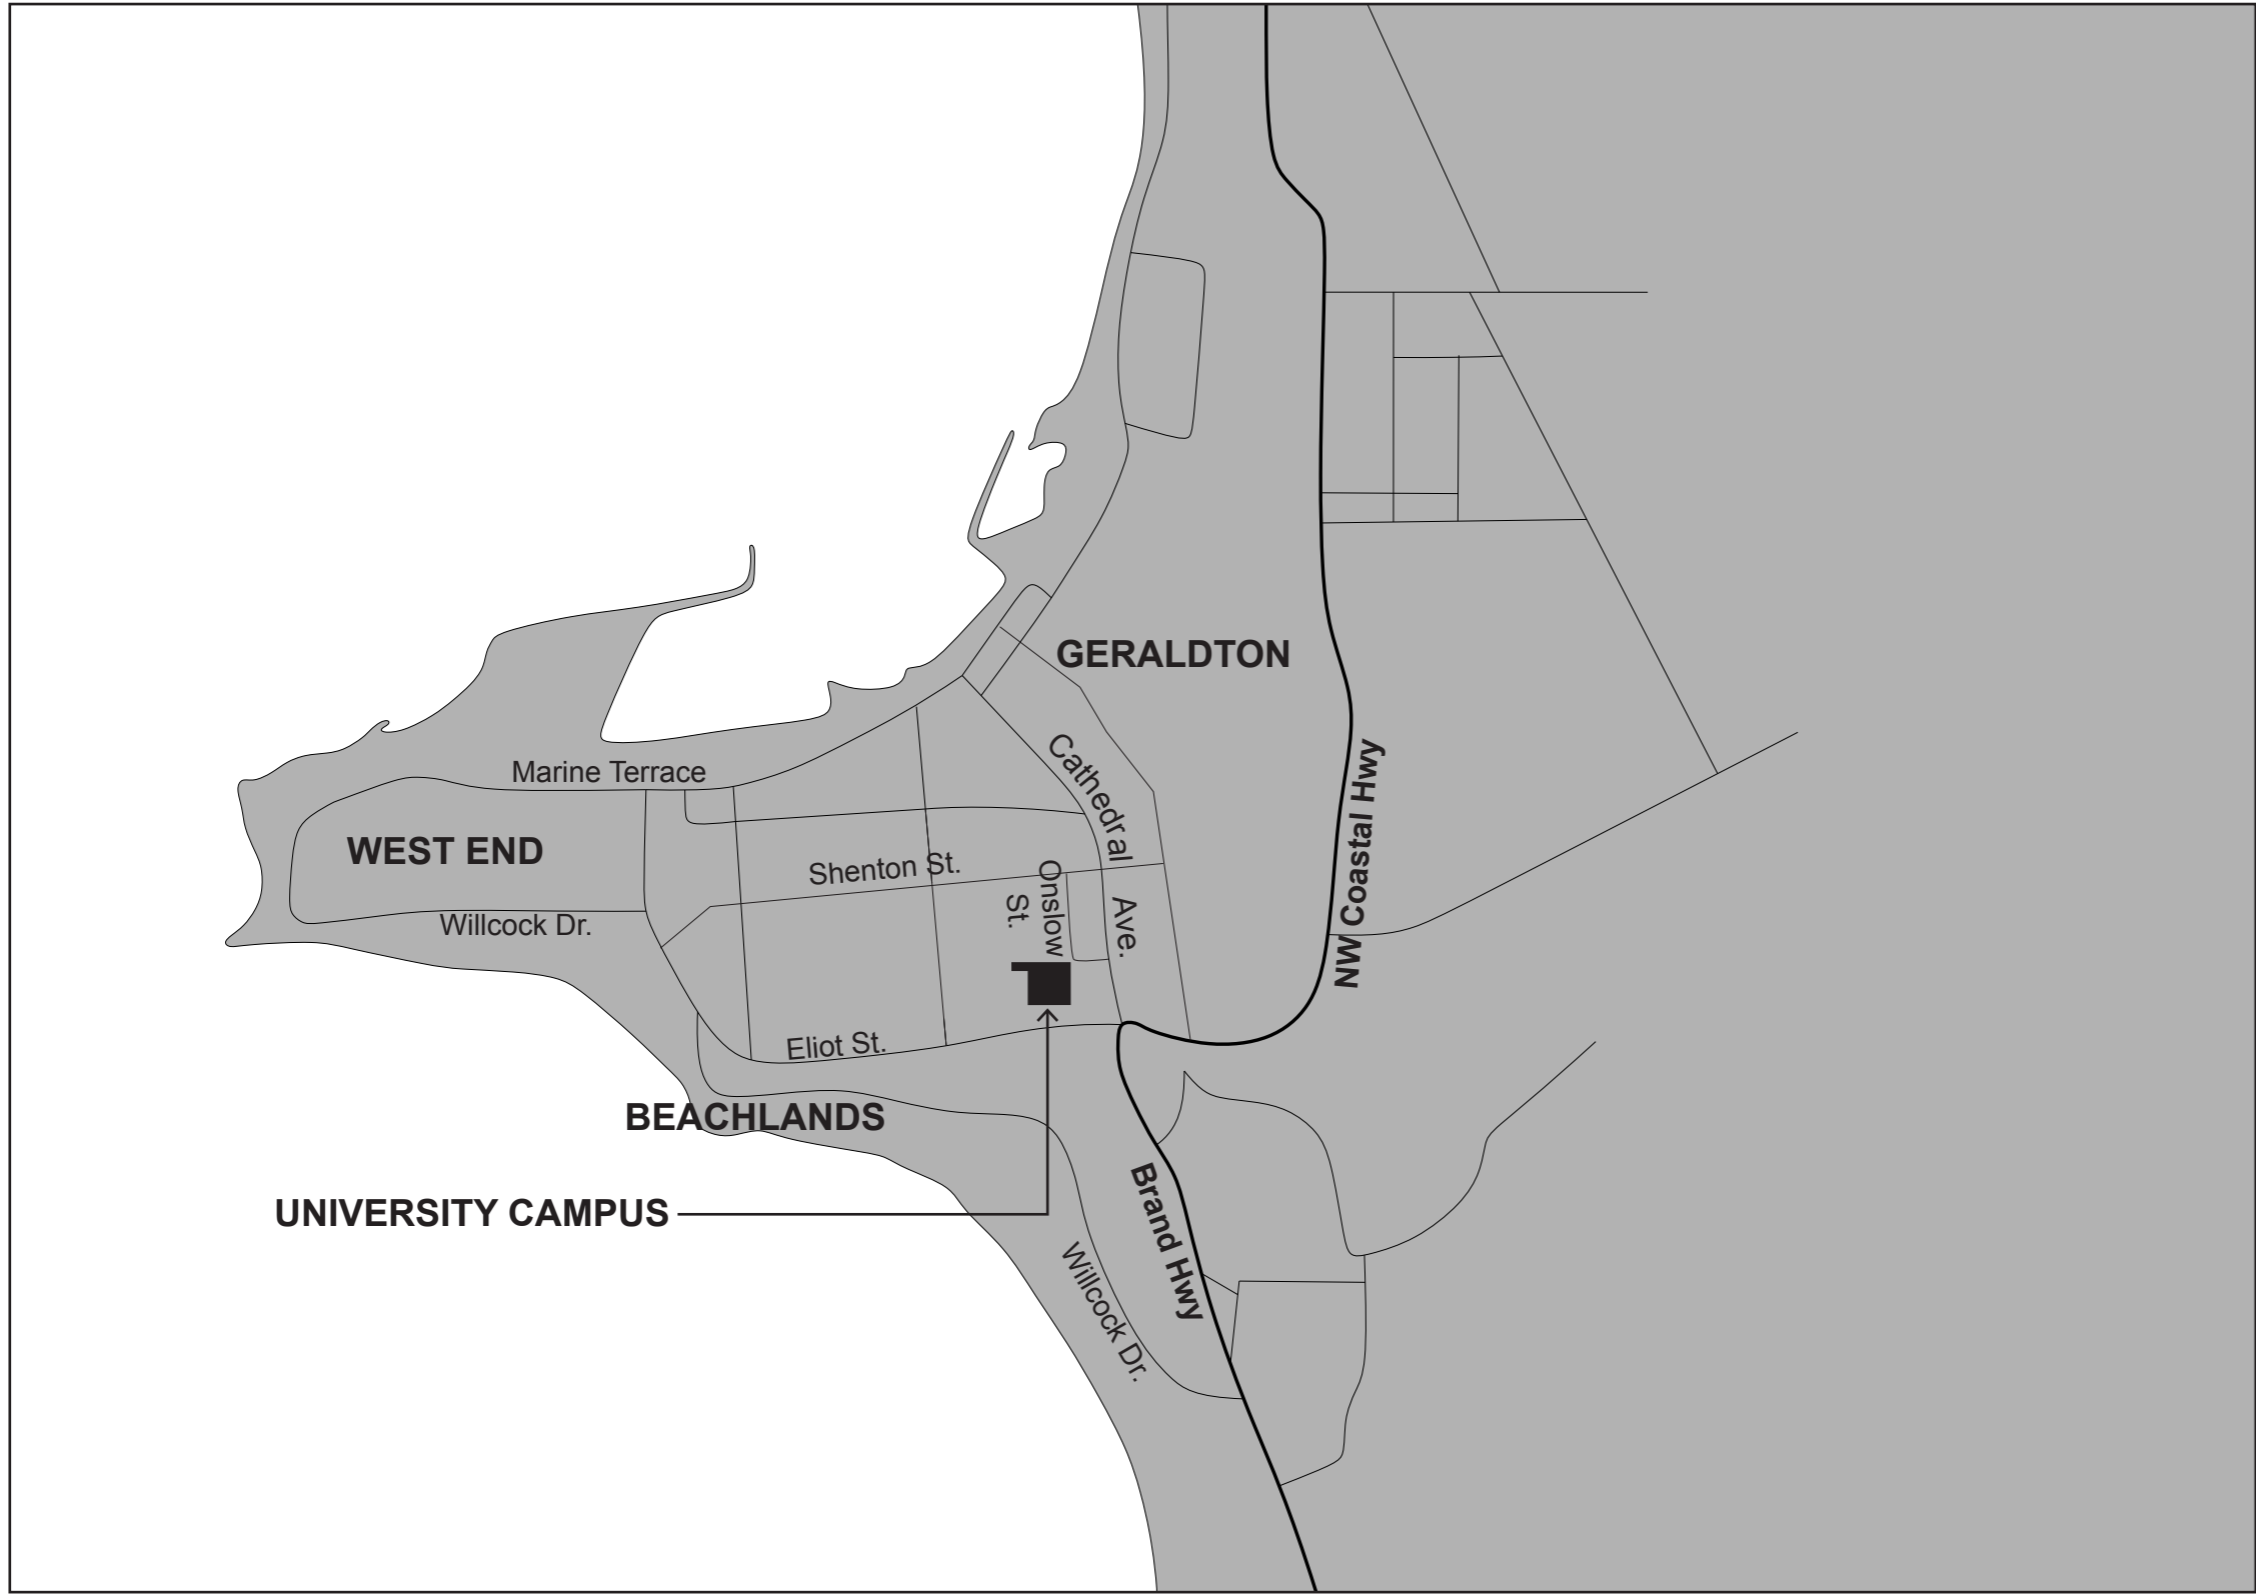 GERALDTON
Marine Terrace
Cathedral
Ave.
NW Coastal Hwy
WEST END
Shenton St.
Onslow
St.
Willcock Dr.
Eliot St.
BEACHLANDS
UNIVERSITY CAMPUS
Brand Hwy
Willcock Dr.